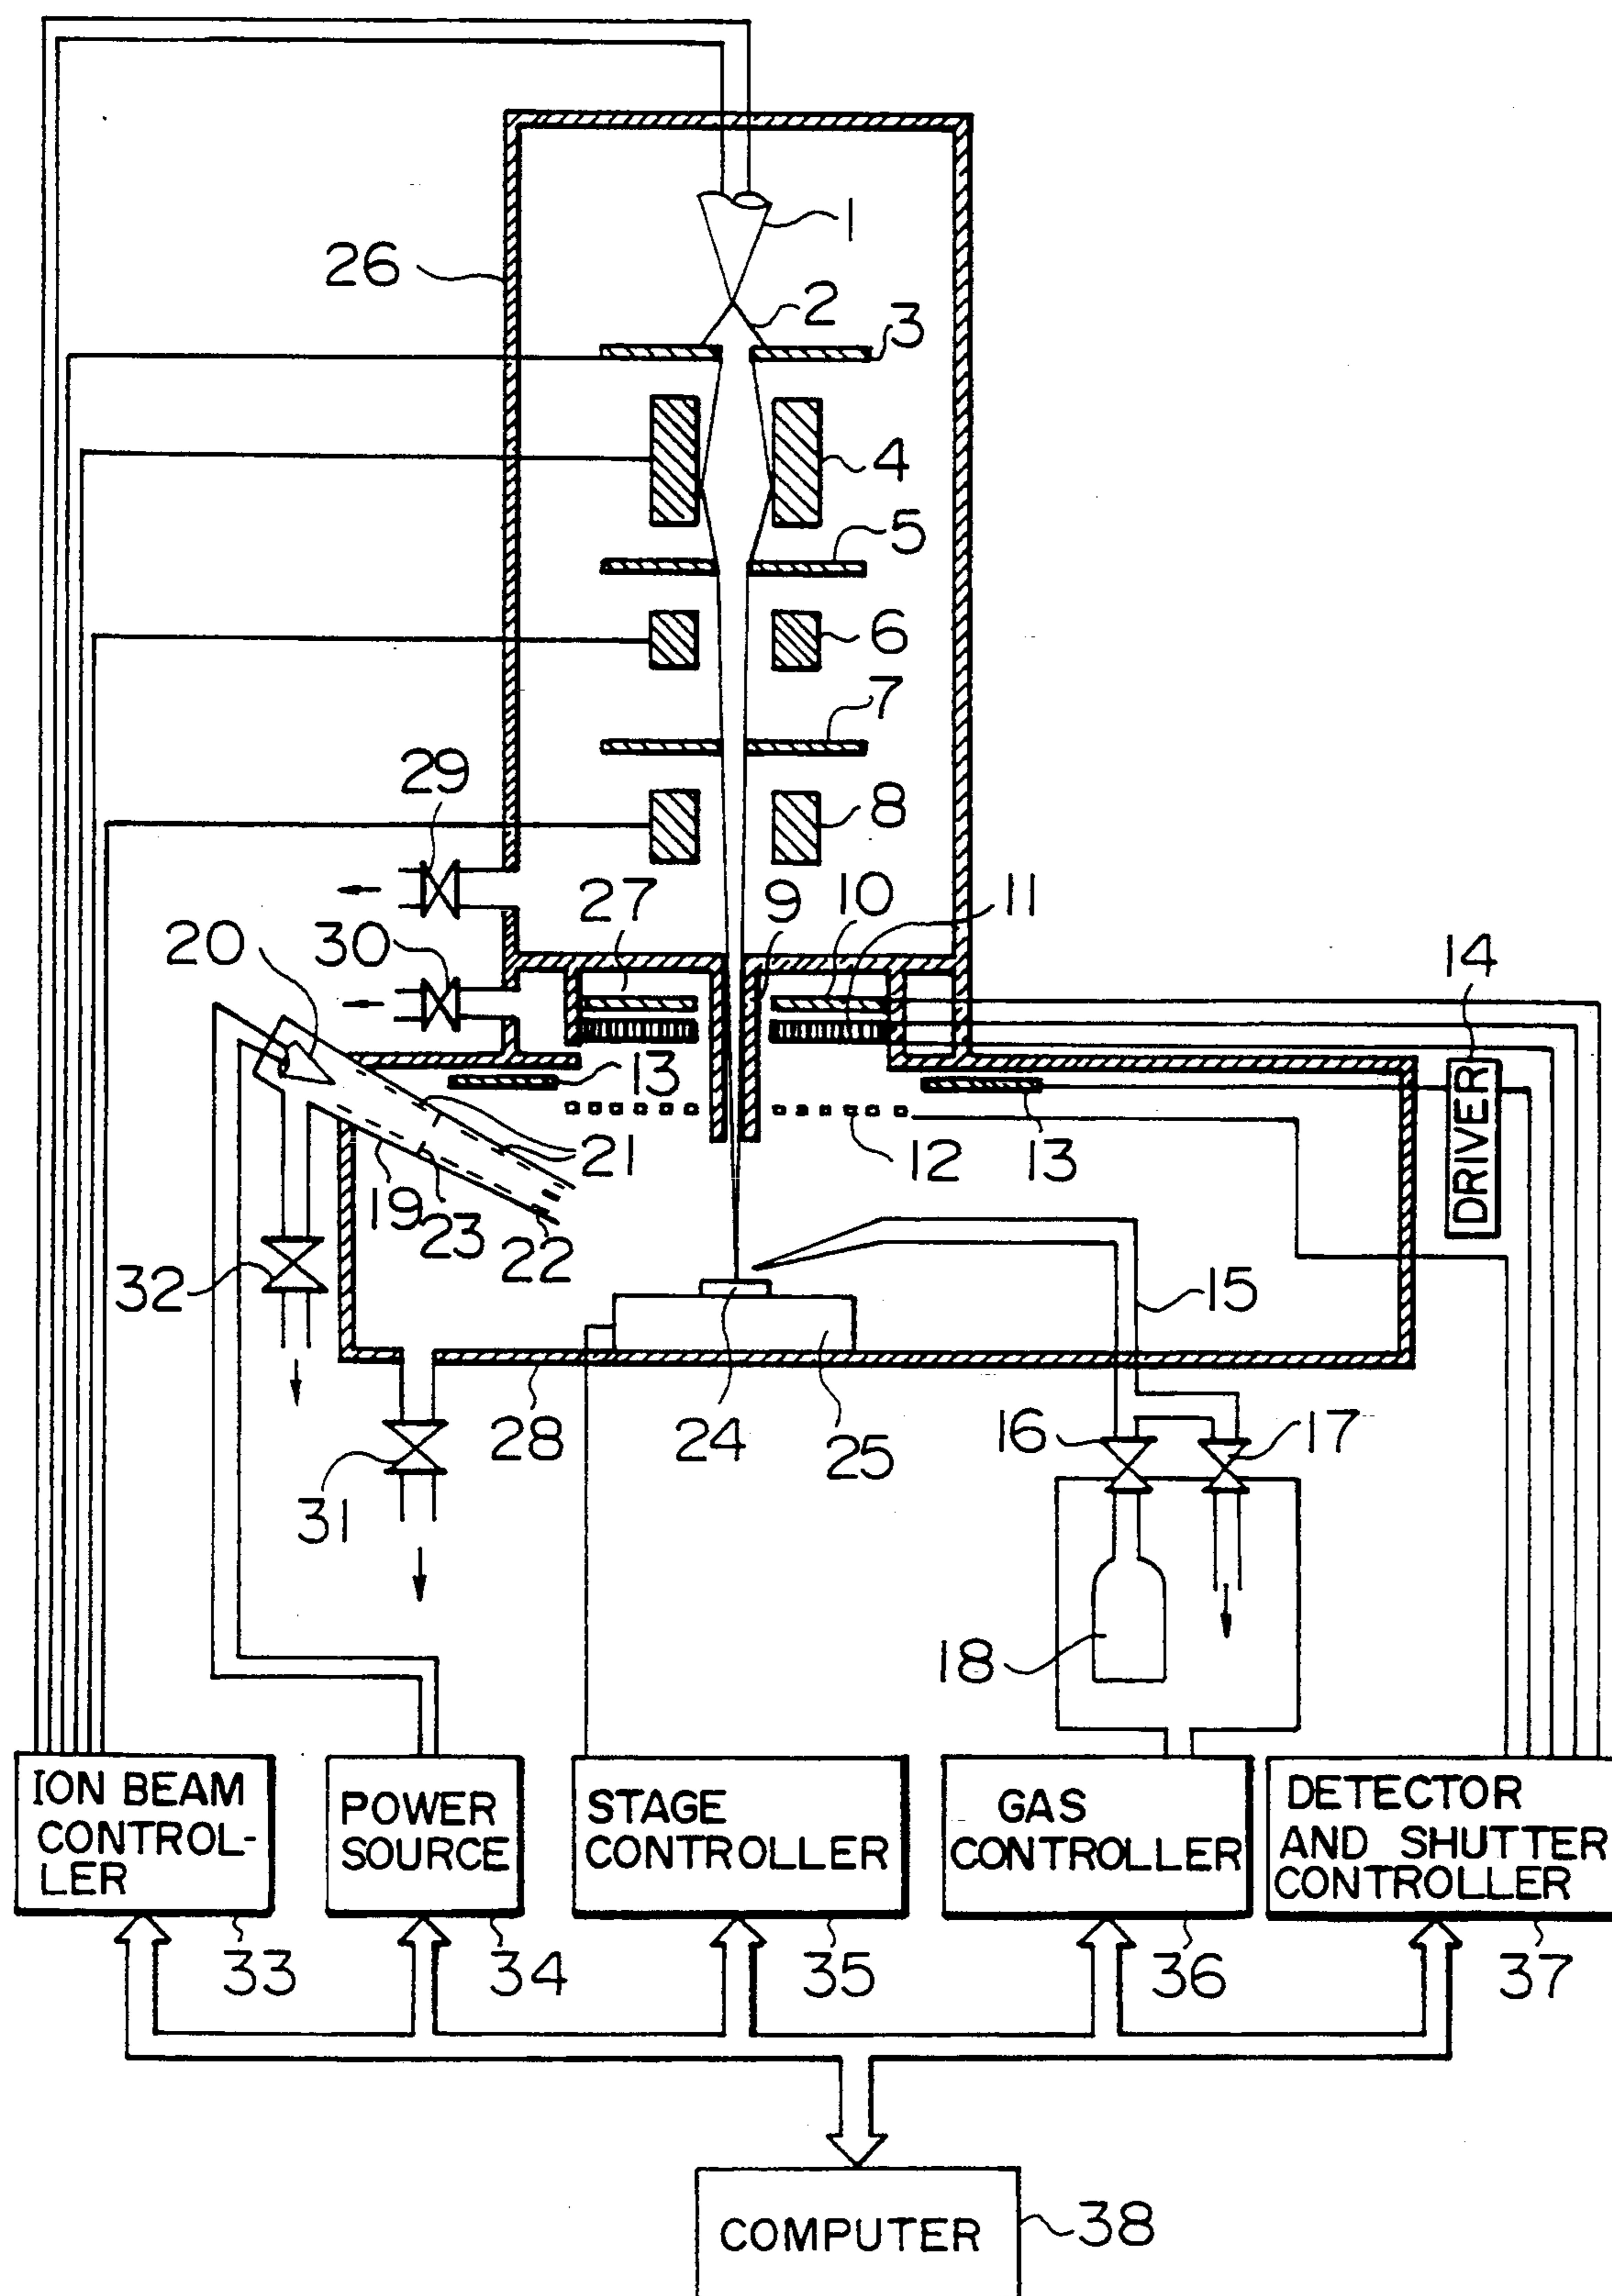 1
26
2
3
4
5
6
7
29
8
27
9
10
11
20
30
14
13
DRIVER
21
12
13
19
23
22
32
15
28
24
25
16
17
31
18
ION BEAM
CONTROL-
LER
POWER
SOURCE
STAGE
CONTROLLER
GAS
CONTROLLER
DETECTOR
AND SHUTTER
CONTROLLER
33
34
35
36
37
COMPUTER
38